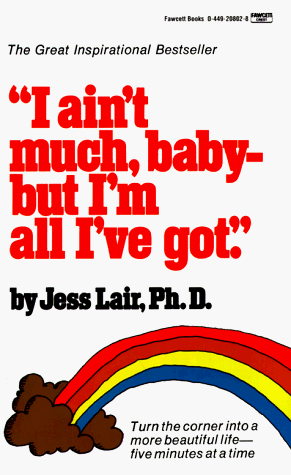 Fawcett Books 0-449-20802-8 FAWCETT CREST
The Great Inspirational Bestseller
“I ain’t
much, baby-
but I’m
all I’ve got.”
by Jess Lair, Ph. D.
Turn the corner into a
more beautiful life—
five minutes at a time